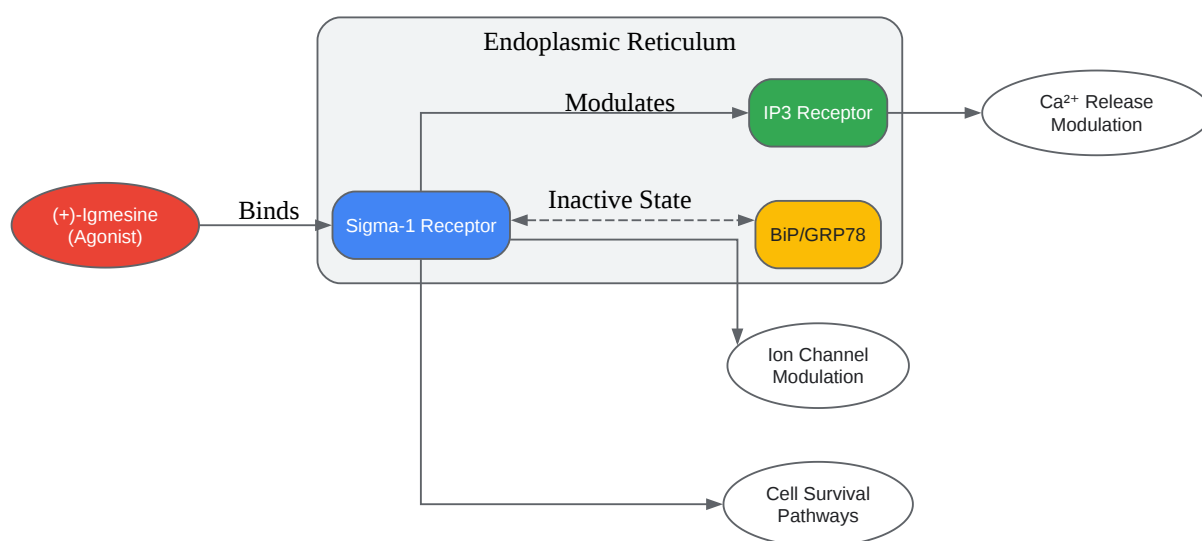 Endoplasmic Reticulum
Modulates
IP3 Receptor
Ca²⁺ Release
Modulation
(+)-Igmesine
(Agonist)
Binds
Sigma-1 Receptor
Inactive State
BiP/GRP78
Ion Channel
Modulation
Cell Survival
Pathways